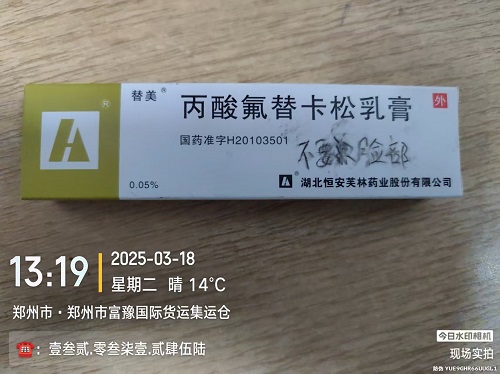 替美®
丙酸氟替卡松乳膏
外
国药准字H20103501
不要擦脸部
0.05%
湖北恒安芙林药业股份有限公司
13:19
2025-03-18
星期二 晴 14℃
郑州市·郑州市富豫国际货运集运仓
：壹叁贰.零叁柒壹.贰肆伍陆
今日水印相机
现场实拍
防伪 YUE9GHR66UUGL1